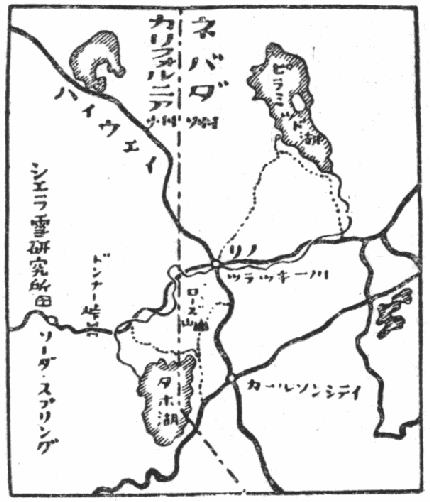 ネバダ州
カリフォルニア州
ピラミッド湖
ハイウェイ
リノ
ツラッキー川
シエラ雪研究所
ドンナー峠
ローズ山
ソーダ・スプリング
タホ湖
カールソンシティ